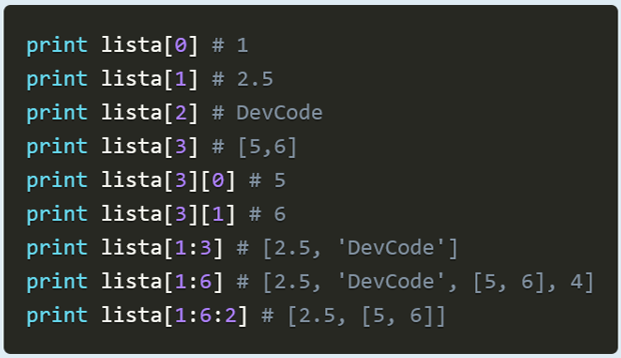 print lista[0] # 1
print lista[1] # 2.5
print lista[2] # DevCode
print lista[3] # [5,6]
print lista[3][0] # 5
print lista[3][1] # 6
print lista[1:3] # [2.5, 'DevCode']
print lista[1:6] # [2.5, 'DevCode', [5, 6], 4]
print lista[1:6:2] # [2.5, [5, 6]]